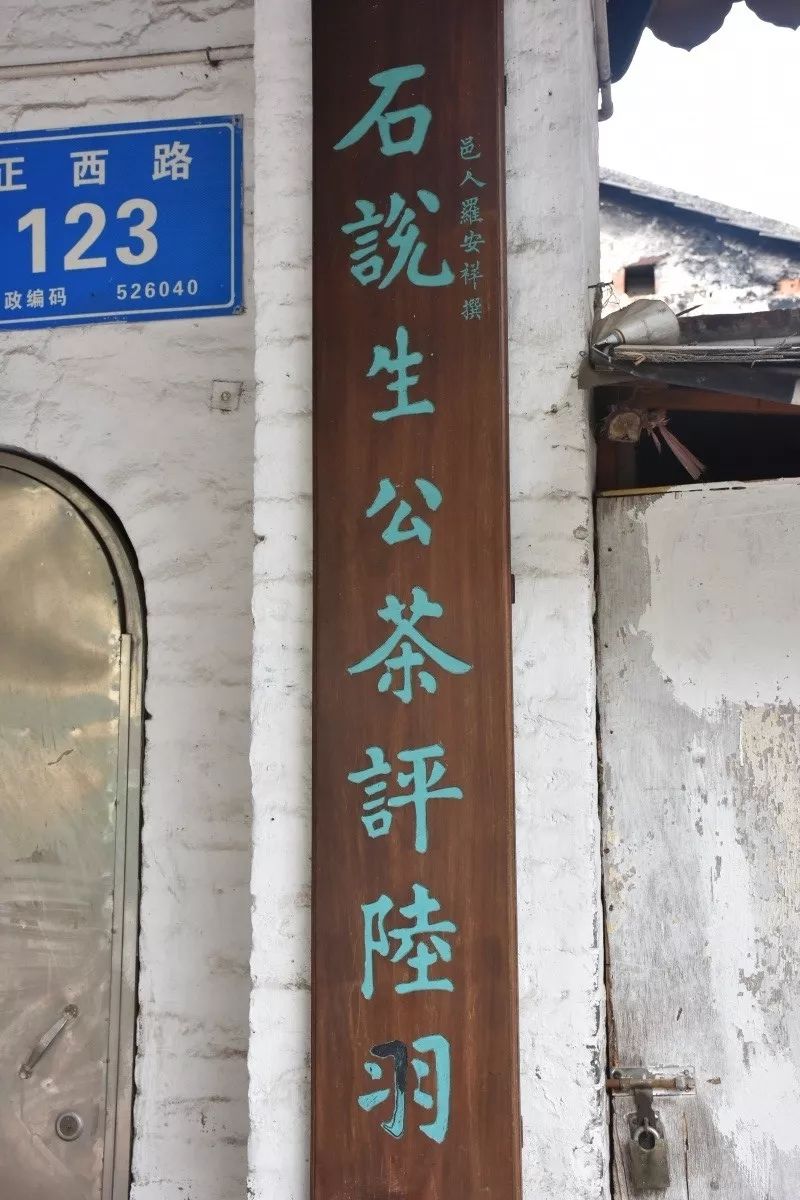 正西路
123
政编码 526040
石說生公茶評陸羽
邑人羅安祥撰